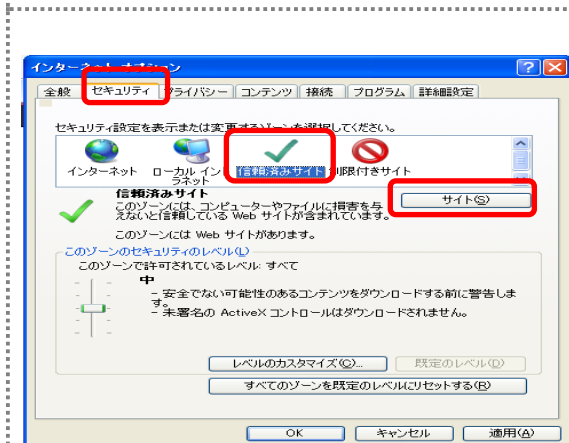 インターネット オプション
全般 セキュリティ プライバシー コンテンツ 接続 プログラム 詳細設定
セキュリティ設定を表示または変更するゾーンを選択してください。
インターネット ローカル イントラネット 信頼済みサイト 制限付きサイト
信頼済みサイト
サイト(S)
このゾーンには、コンピューターやファイルに損害を与
えないと信頼している Web サイトが含まれています。
このゾーンには Web サイトがあります。
このゾーンのセキュリティのレベル(L)
このゾーンで許可されているレベル: すべて
中
- 安全でない可能性のあるコンテンツをダウンロードする前に警告しま
す。
- 未署名の ActiveX コントロールはダウンロードされません。
レベルのカスタマイズ(C)... 既定のレベル(D)
すべてのゾーンを既定のレベルにリセットする(R)
OK キャンセル 適用(A)